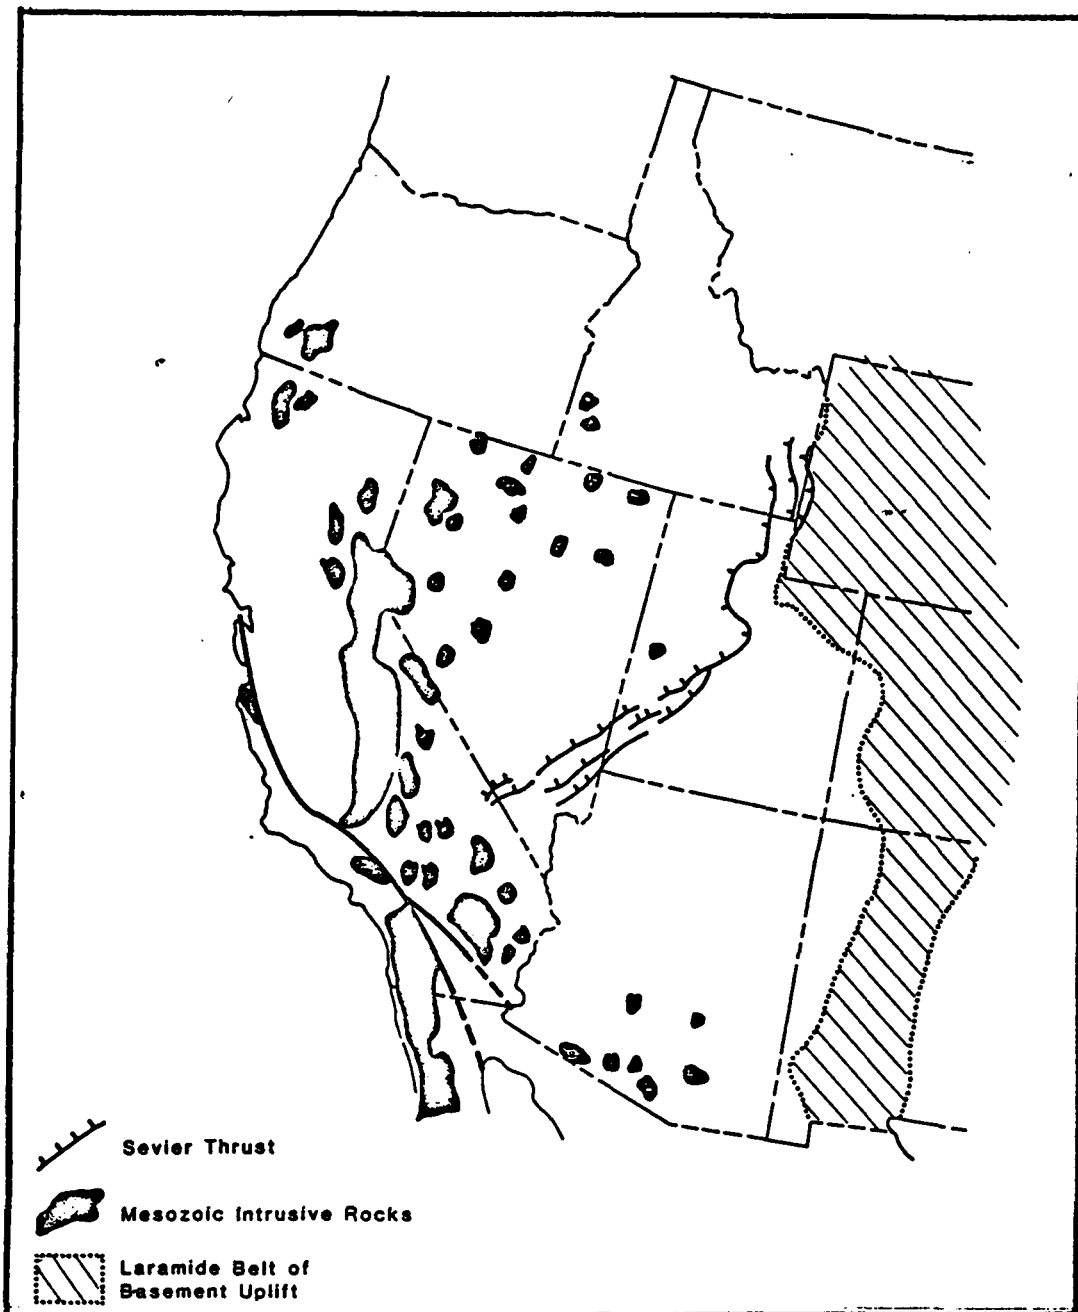 Sevier Thrust
Mesozoic Intrusive Rocks
Laramide Belt of
Basement Uplift